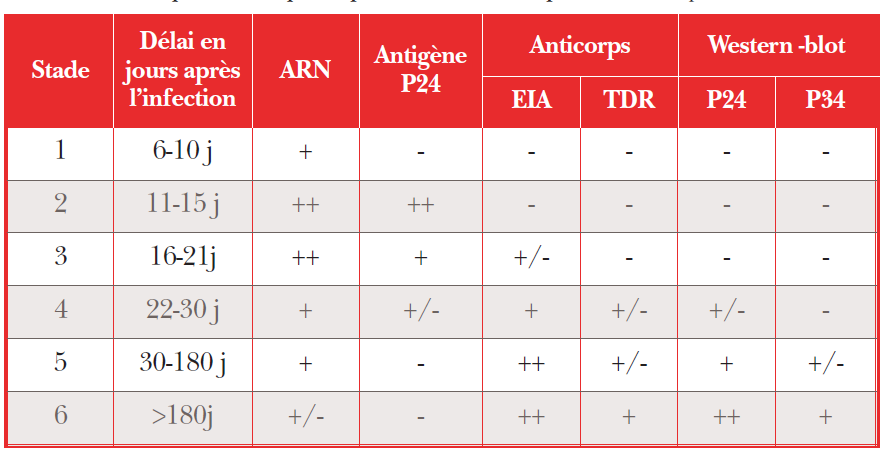 Stade | Délai en jours après l'infection | ARN | Antigène P24 | Anticorps | Western -blot
EIA | TDR | P24 | P34
1 | 6-10 j | + | - | - | - | - | -
2 | 11-15 j | ++ | ++ | - | - | - | -
3 | 16-21j | ++ | + | +/- | - | - | -
4 | 22-30 j | + | +/- | + | +/- | +/- | -
5 | 30-180 j | + | - | ++ | +/- | + | +/-
6 | >180j | +/- | - | ++ | + | ++ | +